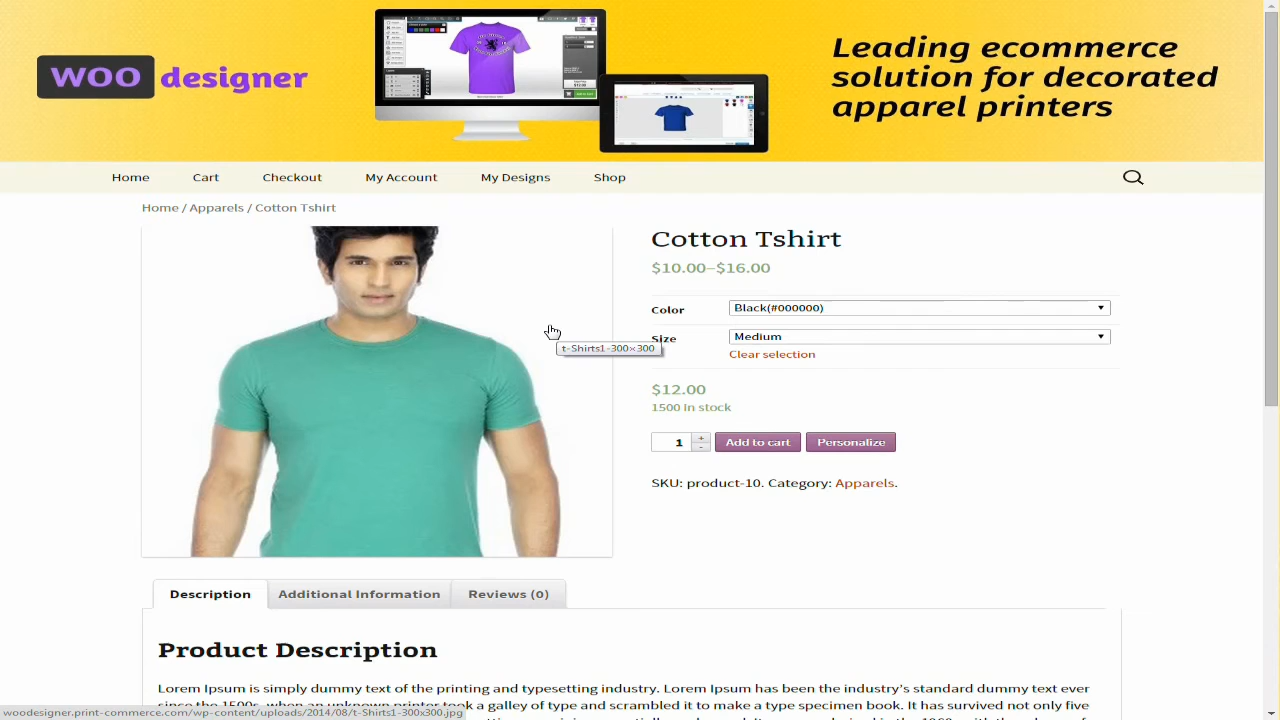 WOO designer
Leading ecommerce
solution for decorated
apparel printers
Home
Cart
Checkout
My Account
My Designs
Shop
Home / Apparels / Cotton Tshirt
Cotton Tshirt
$10.00–$16.00
Color
Black(#000000)
Size
Medium
t-Shirts1-300×300
Clear selection
$12.00
1500 in stock
1
+
-
Add to cart
Personalize
SKU: product-10. Category: Apparels.
Description
Additional Information
Reviews (0)
Product Description
Lorem Ipsum is simply dummy text of the printing and typesetting industry. Lorem Ipsum has been the industry's standard dummy text ever
since the 1500s, when an unknown printer took a galley of type and scrambled it to make a type specimen book. It has survived not only five
woodesigner.print-commerce.com/wp-content/uploads/2014/08/t-Shirts1-300x300.jpg